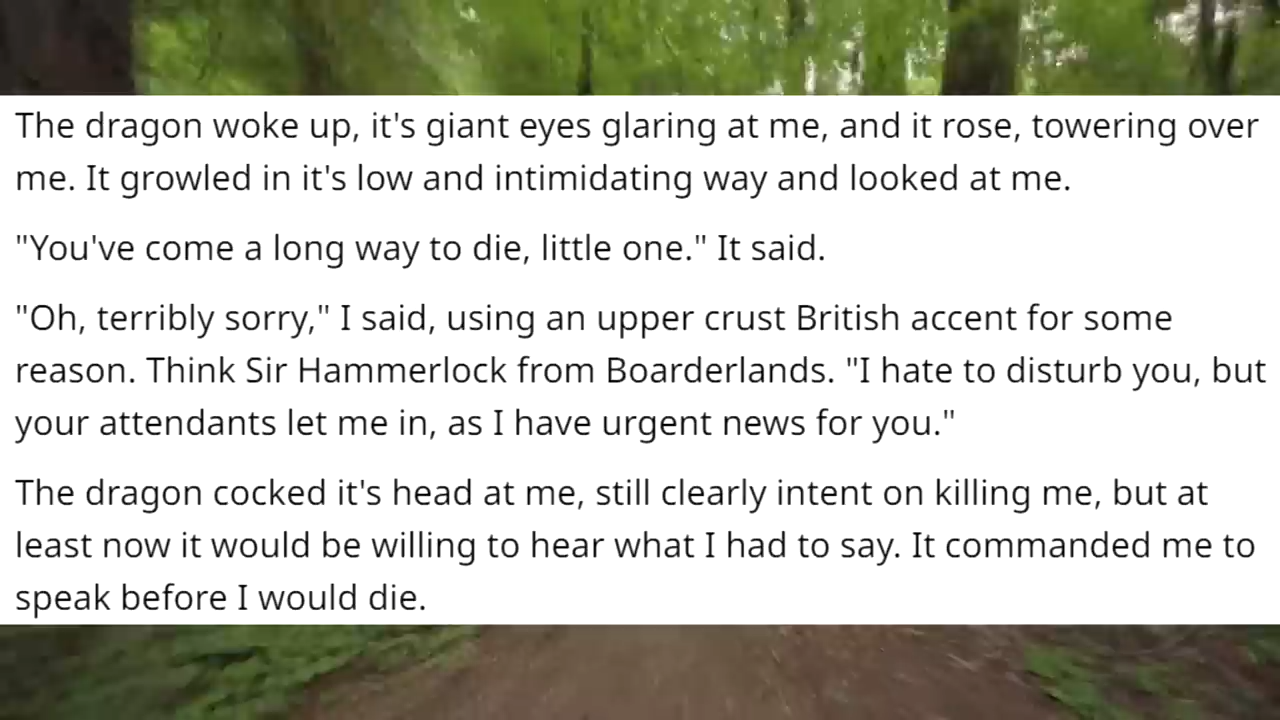 The dragon woke up, it's giant eyes glaring at me, and it rose, towering over
me. It growled in it's low and intimidating way and looked at me.
"You've come a long way to die, little one." It said.
"Oh, terribly sorry," I said, using an upper crust British accent for some
reason. Think Sir Hammerlock from Boarderlands. "I hate to disturb you, but
your attendants let me in, as I have urgent news for you."
The dragon cocked it's head at me, still clearly intent on killing me, but at
least now it would be willing to hear what I had to say. It commanded me to
speak before I would die.